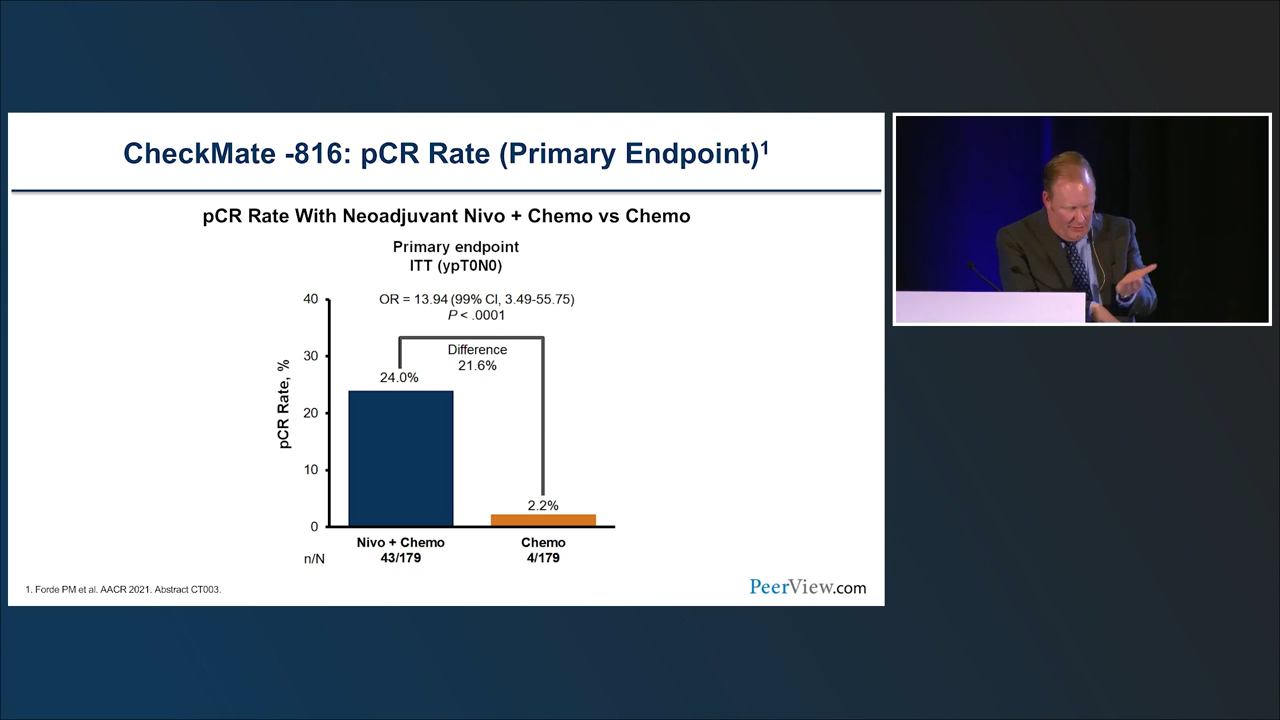 CheckMate -816: pCR Rate (Primary Endpoint)1
pCR Rate With Neoadjuvant Nivo + Chemo vs Chemo
Primary endpoint
ITT (ypT0N0)
OR = 13.94 (99% CI, 3.49-55.75)
P < .0001
Difference
21.6%
24.0%
2.2%
pCR Rate, %
40
30
20
10
0
Nivo + Chemo
Chemo
n/N
43/179
4/179
1. Forde PM et al. AACR 2021. Abstract CT003.
PeerView.com